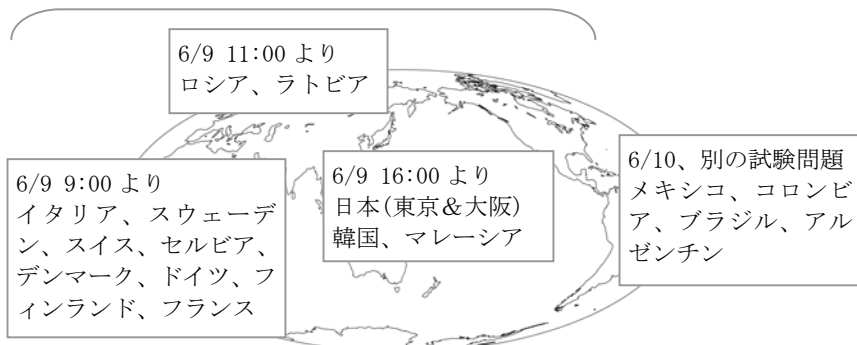 6/9 11:00 より
ロシア、ラトビア
6/9 9:00 より
イタリア、スウェーデ
ン、スイス、セルビア、
デンマーク、ドイツ、フ
ィンランド、フランス
6/9 16:00 より
日本(東京＆大阪)
韓国、マレーシア
6/10、別の試験問題
メキシコ、コロンビ
ア、ブラジル、アル
ゼンチン